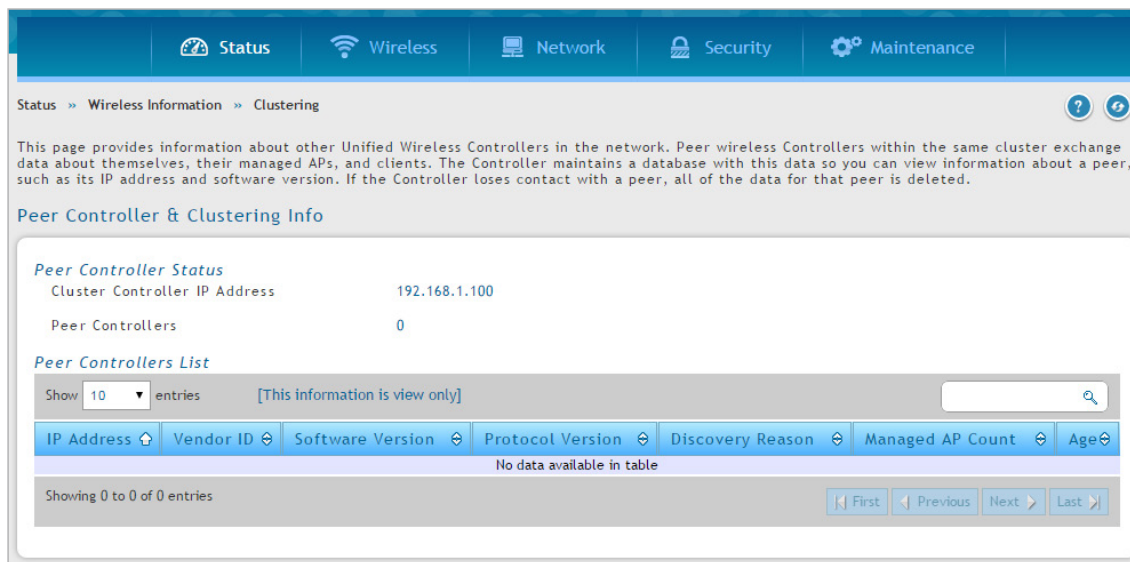 Status Wireless Network Security Maintenance
Status » Wireless Information » Clustering
This page provides information about other Unified Wireless Controllers in the network. Peer wireless Controllers within the same cluster exchange
data about themselves, their managed APs, and clients. The Controller maintains a database with this data so you can view information about a peer,
such as its IP address and software version. If the Controller loses contact with a peer, all of the data for that peer is deleted.
Peer Controller & Clustering Info
Peer Controller Status
Cluster Controller IP Address 192.168.1.100
Peer Controllers 0
Peer Controllers List
Show 10 entries [This information is view only]
IP Address Vendor ID Software Version Protocol Version Discovery Reason Managed AP Count Age
No data available in table
Showing 0 to 0 of 0 entries First Previous Next Last